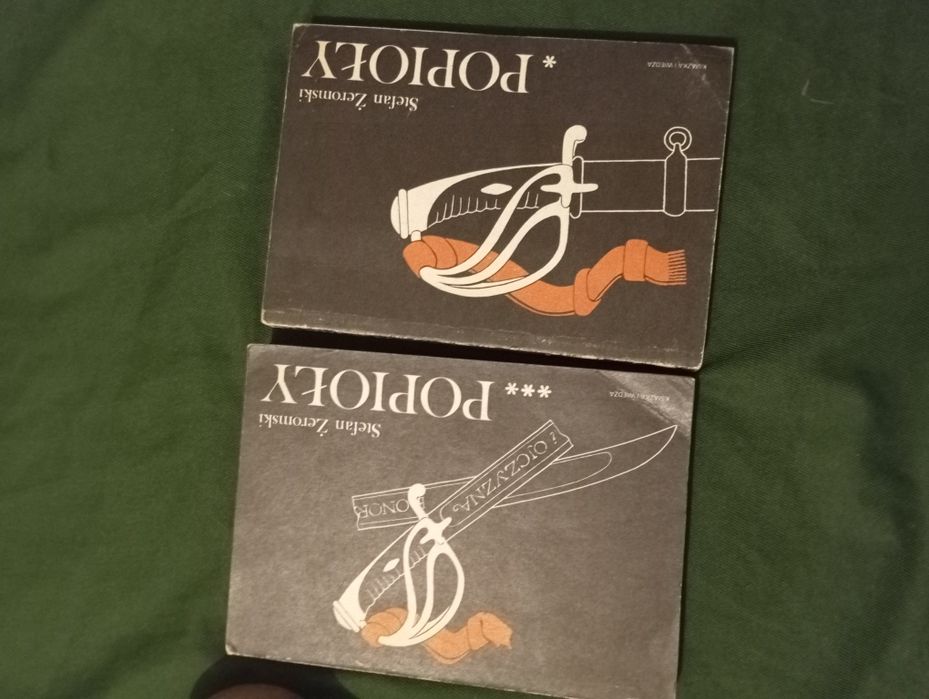 Stefan Żeromski
POPIOŁY *
KSIĄŻKA I WIEDZA
Stefan Żeromski
POPIOŁY ***
KSIĄŻKA I WIEDZA
HONOR
I OJCZYZNA